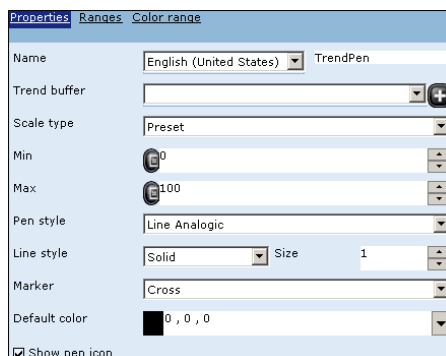 Properties Ranges Color range
Name English (United States) TrendPen
Trend buffer
Scale type Preset
Min 0
Max 100
Pen style Line Analogic
Line style Solid Size 1
Marker Cross
Default color 0 , 0 , 0
Show pen icon